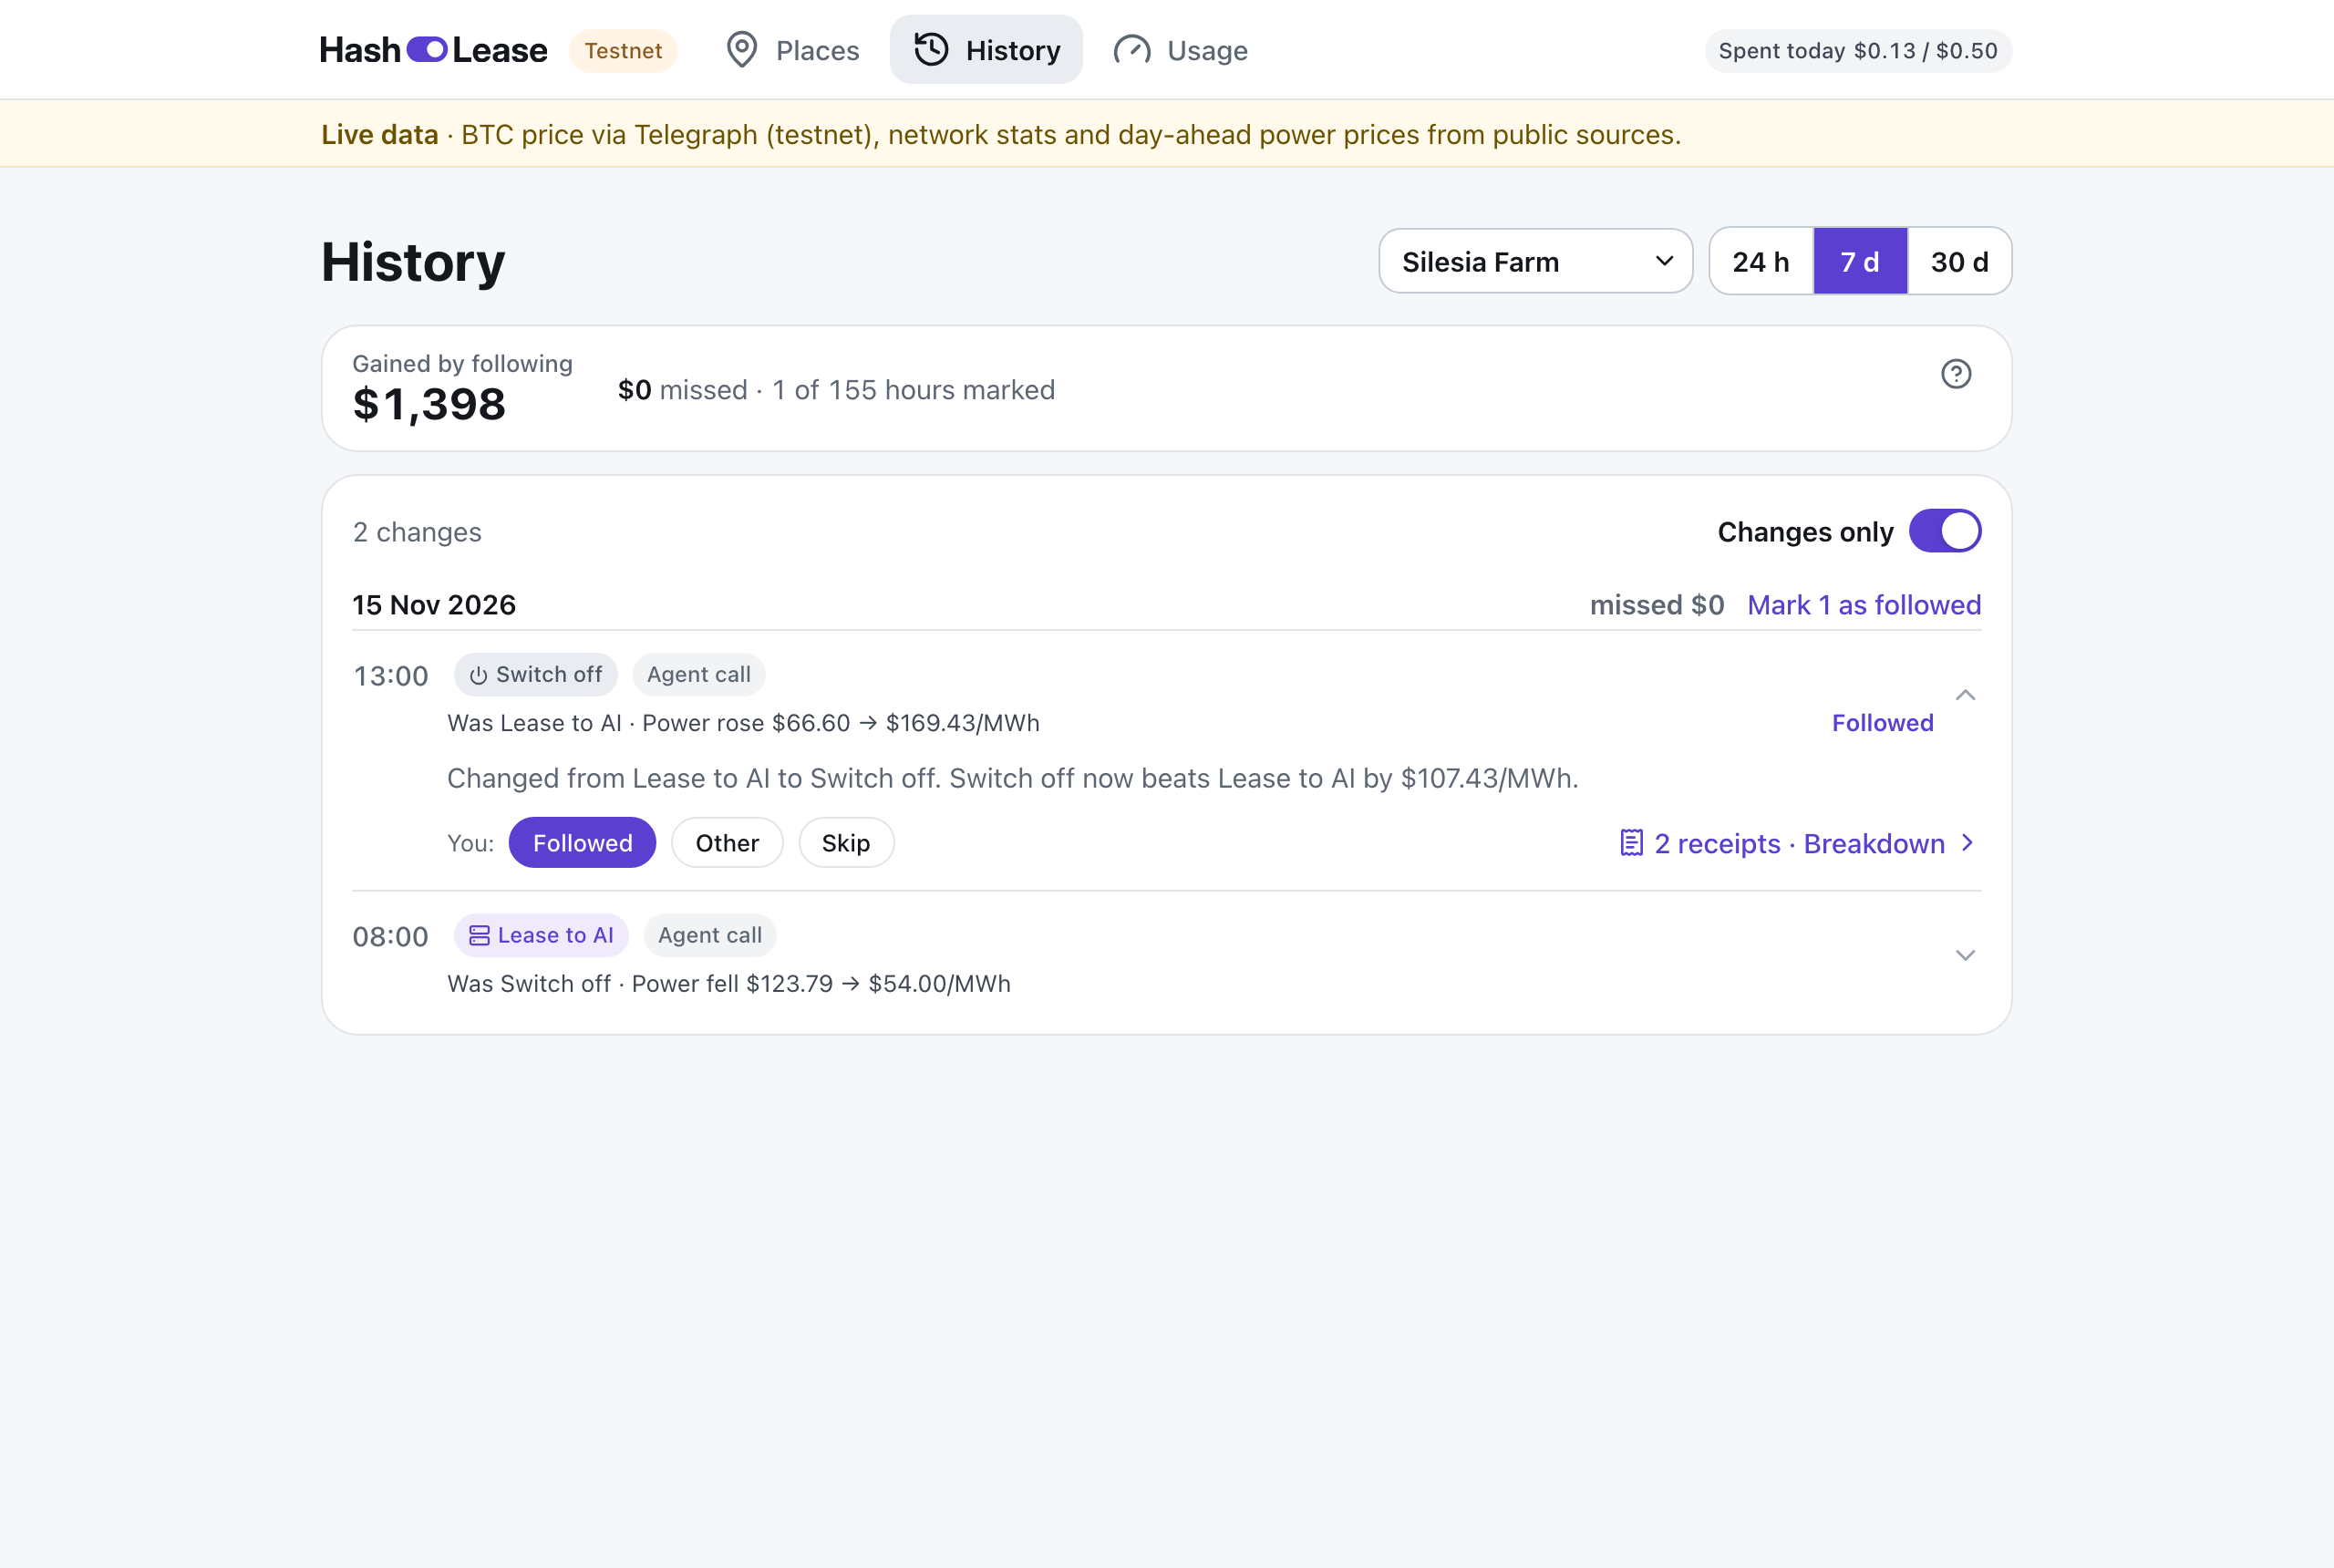 Hash Lease Testnet Places History Usage Spent today $0.13 / $0.50
Live data · BTC price via Telegraph (testnet), network stats and day-ahead power prices from public sources.
History Silesia Farm 24 h 7 d 30 d
Gained by following
$1,398
$0 missed · 1 of 155 hours marked
2 changes Changes only
15 Nov 2026 missed $0 Mark 1 as followed
13:00 Switch off Agent call
Was Lease to AI · Power rose $66.60 → $169.43/MWh Followed
Changed from Lease to AI to Switch off. Switch off now beats Lease to AI by $107.43/MWh.
You: Followed Other Skip 2 receipts · Breakdown
08:00 Lease to AI Agent call
Was Switch off · Power fell $123.79 → $54.00/MWh